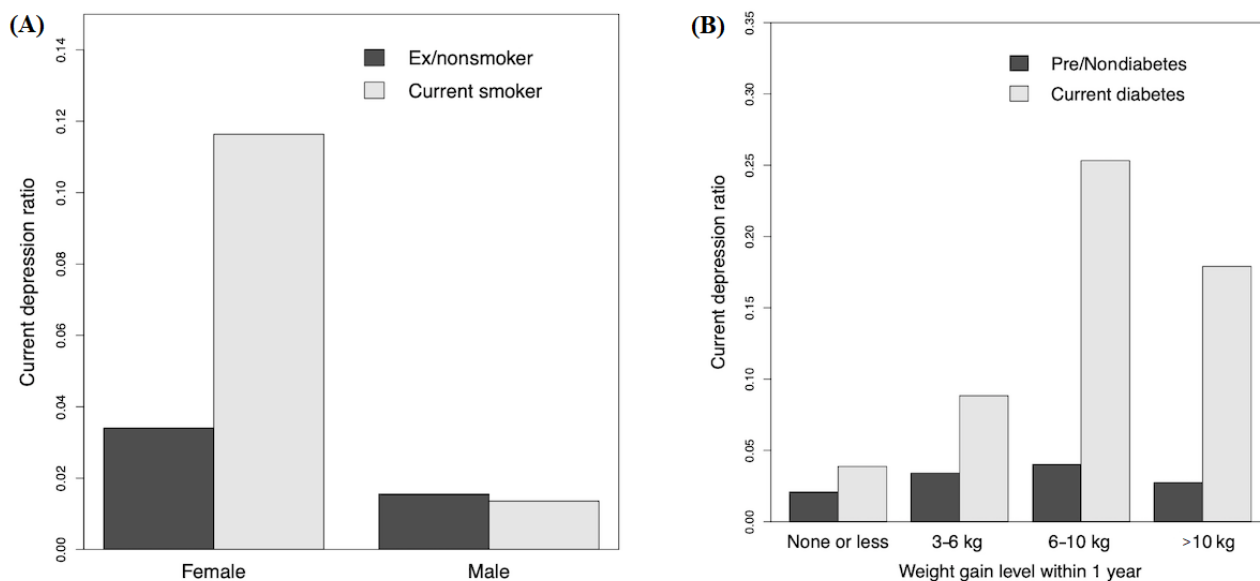 (A)
Current depression ratio
0.14
0.12
0.10
0.08
0.06
0.04
0.02
0.00
Ex/nonsmoker
Current smoker
Female Male
(B)
Current depression ratio
0.35
0.30
0.25
0.20
0.15
0.10
0.05
0.00
Pre/Nondiabetes
Current diabetes
None or less 3-6 kg 6-10 kg >10 kg
Weight gain level within 1 year